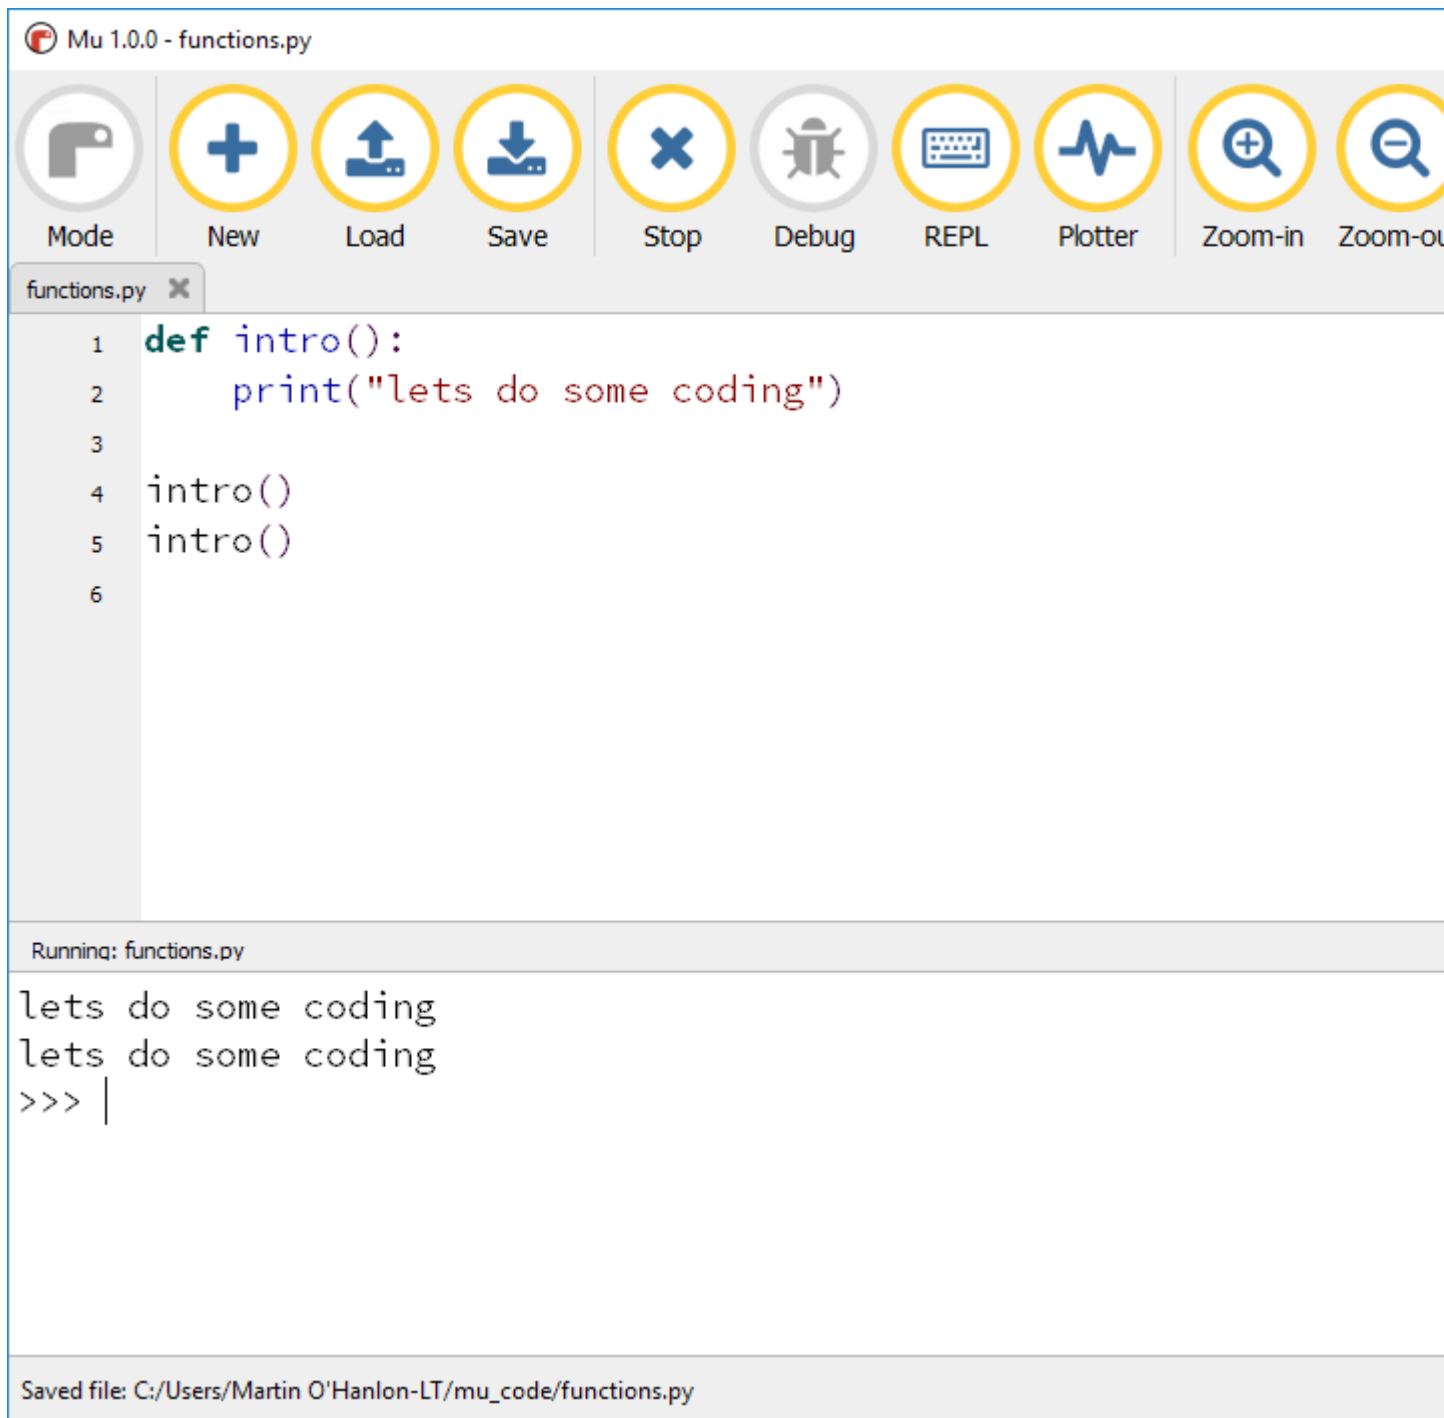 Mu 1.0.0 - functions.py
Mode New Load Save Stop Debug REPL Plotter Zoom-in Zoom-ou
functions.py
1 def intro():
2     print("lets do some coding")
3
4 intro()
5 intro()
6
Running: functions.py
lets do some coding
lets do some coding
>>>
Saved file: C:/Users/Martin O'Hanlon-LT/mu_code/functions.py